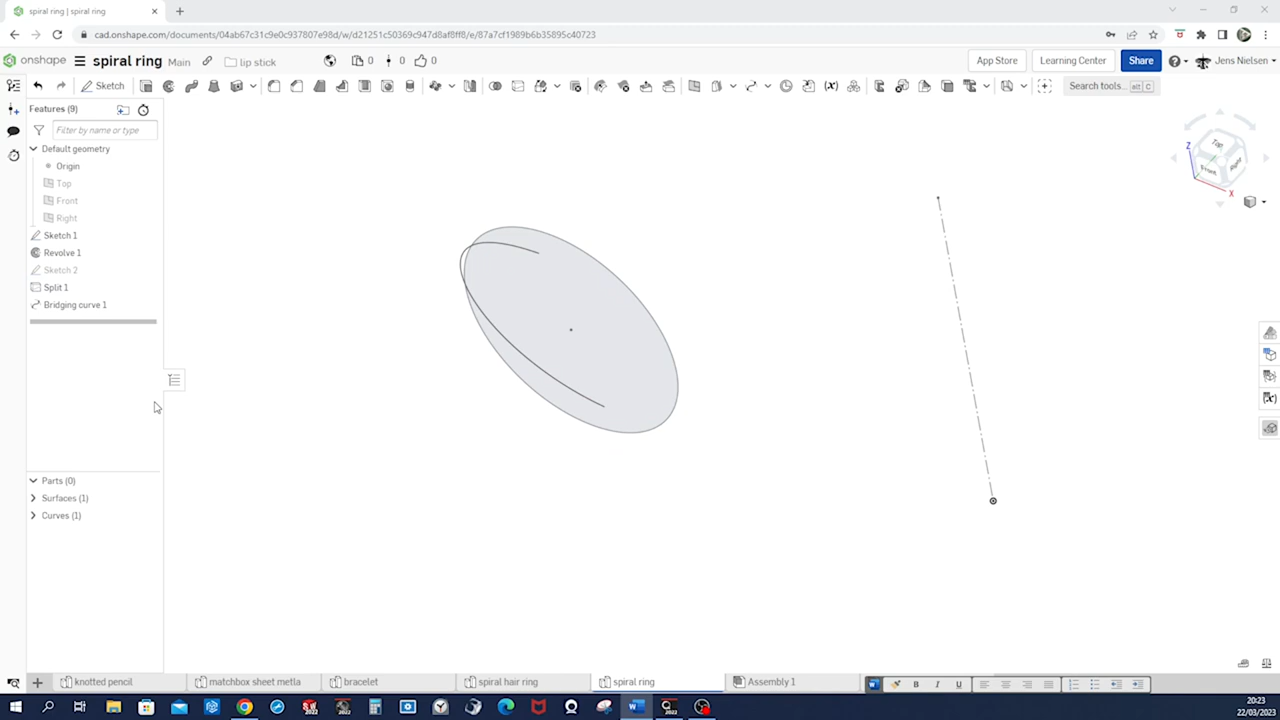 spiral ring | spiral ring
cad.onshape.com/documents/04ab67c31c9e0c937807e98d/w/d21251c50369c947d8af8ff8/e/87a7cf1989b6b35895c40723
onshape spiral ring Main lip stick 0 0 0 App Store Learning Center Share Jens Nielsen
Sketch Search tools... alt C
Features (9)
Filter by name or type
Default geometry
Origin
Top
Front
Right
Sketch 1
Revolve 1
Sketch 2
Split 1
Bridging curve 1
Top
Front
Right
Z
X
Parts (0)
Surfaces (1)
Curves (1)
knotted pencil matchbox sheet metla bracelet spiral hair ring spiral ring Assembly 1 B I U
20:23
22/03/2023